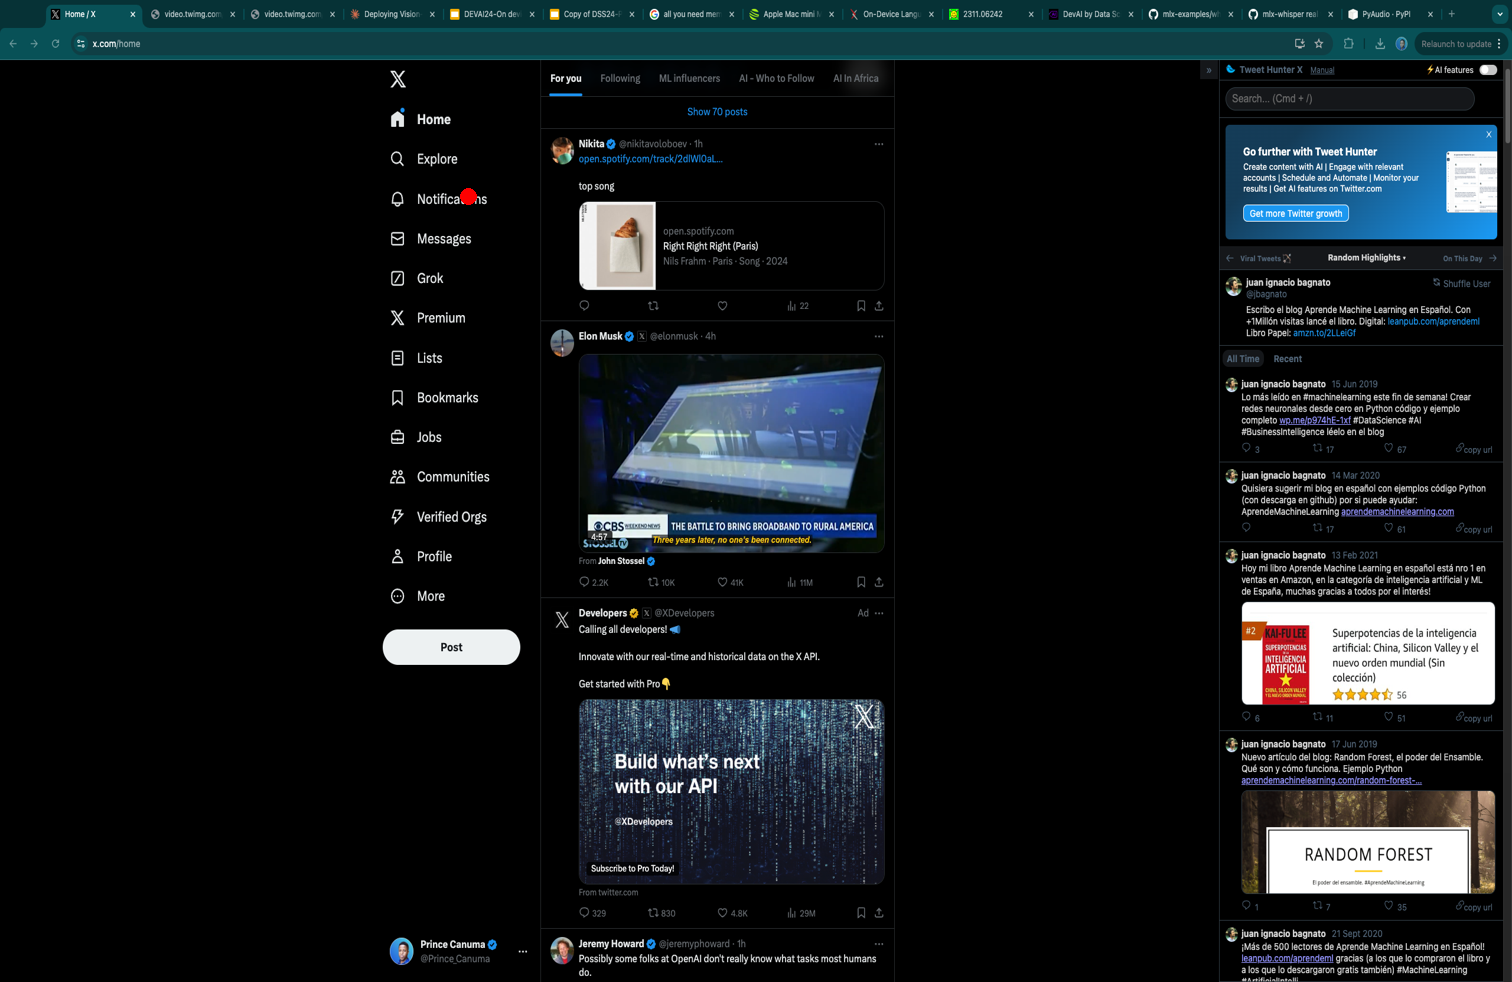 Home / X
video.twimg.com
video.twimg.com
Deploying Vision
DEVAI24-On dev
Copy of DSS24-F
all you need mem
Apple Mac mini M
On-Device Langu
2311.06242
DevAI by Data Sc
mlx-examples/wh
mlx-whisper real
PyAudio · PyPI
x.com/home
Relaunch to update
Home
Explore
Notifications
Messages
Grok
Premium
Lists
Bookmarks
Jobs
Communities
Verified Orgs
Profile
More
Post
Prince Canuma
@Prince_Canuma
For you
Following
ML influencers
AI - Who to Follow
AI In Africa
Show 70 posts
Nikita @nikitavoloboev · 1h
open.spotify.com/track/2dlWl0aL...
top song
open.spotify.com
Right Right Right (Paris)
Nils Frahm · Paris · Song · 2024
22
Elon Musk @elonmusk · 4h
CBS WEEKEND NEWS THE BATTLE TO BRING BROADBAND TO RURAL AMERICA
4:57
Three years later, no one's been connected.
STOSSEL TV
From John Stossel
2.2K 10K 41K 11M
Developers @XDevelopers
Ad
Calling all developers! 📣
Innovate with our real-time and historical data on the X API.
Get started with Pro👇
Build what's next
with our API
@XDevelopers
Subscribe to Pro Today!
From twitter.com
329 830 4.8K 29M
Jeremy Howard @jeremyphoward · 1h
Possibly some folks at OpenAI don't really know what tasks most humans
do.
Tweet Hunter X Manual
⚡AI features
Search... (Cmd + /)
X
Go further with Tweet Hunter
Create content with AI | Engage with relevant
accounts | Schedule and Automate | Monitor your
results | Get AI features on Twitter.com
Get more Twitter growth
← Viral Tweets
Random Highlights
On This Day →
juan ignacio bagnato
Shuffle User
@jbagnato
Escribo el blog Aprende Machine Learning en Español. Con
+1Millón visitas lancé el libro. Digital: leanpub.com/aprendeml
Libro Papel: amzn.to/2LLeiGf
All Time
Recent
juan ignacio bagnato 15 Jun 2019
Lo más leído en #machinelearning este fin de semana! Crear
redes neuronales desde cero en Python código y ejemplo
completo wp.me/p974hE-1xf #DataScience #AI
#BusinessIntelligence léelo en el blog
3 17 67 copy url
juan ignacio bagnato 14 Mar 2020
Quisiera sugerir mi blog en español con ejemplos código Python
(con descarga en github) por si puede ayudar:
AprendeMachineLearning aprendemachinelearning.com
17 61 copy url
juan ignacio bagnato 13 Feb 2021
Hoy mi libro Aprende Machine Learning en español está nro 1 en
ventas en Amazon, en la categoría de inteligencia artificial y ML
de España, muchas gracias a todos por el interés!
#2
KAI-FU LEE
SUPERPOTENCIAS
DE LA
INTELIGENCIA
ARTIFICIAL
CHINA, SILICON VALLEY
Y EL NUEVO ORDEN MUNDIAL
Superpotencias de la inteligencia
artificial: China, Silicon Valley y el
nuevo orden mundial (Sin
colección)
56
6 11 51 copy url
juan ignacio bagnato 17 Jun 2019
Nuevo artículo del blog: Random Forest, el poder del Ensamble.
Qué son y cómo funciona. Ejemplo Python
aprendemachinelearning.com/random-forest-...
RANDOM FOREST
El poder del ensamble. #AprendeMachineLearning
1 7 35 copy url
juan ignacio bagnato 21 Sept 2020
¡Más de 500 lectores de Aprende Machine Learning en Español!
leanpub.com/aprendeml gracias (a los que lo compraron el libro y
a los que lo descargaron gratis también) #MachineLearning
#ArtificialIntelli